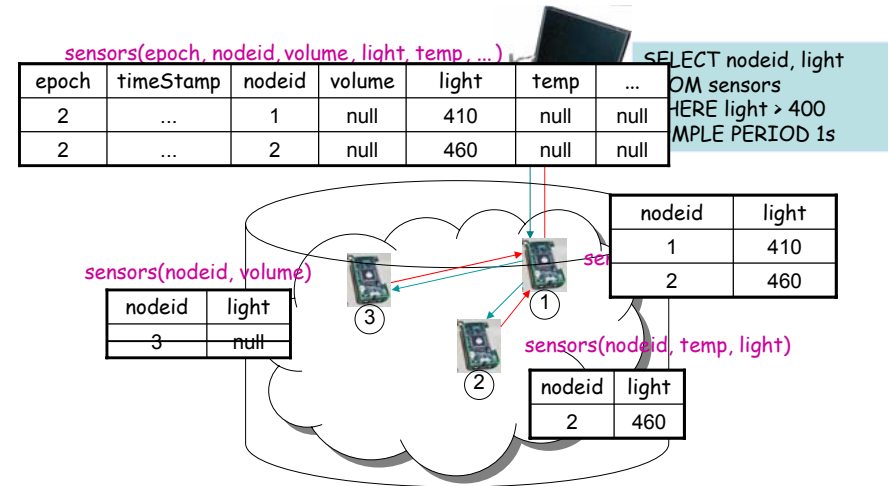 sensors(epoch, nodeid, volume, light, temp, ...)
SELECT nodeid, light
OM sensors
HERE light > 400
MPLE PERIOD 1s
epoch timeStamp nodeid volume light temp ...
2 ... 1 null 410 null null
2 ... 2 null 460 null null
nodeid light
1 410
2 460
sensors(nodeid, volume)
nodeid light
3 null
3
1
2
sensors(nodeid, temp, light)
nodeid light
2 460